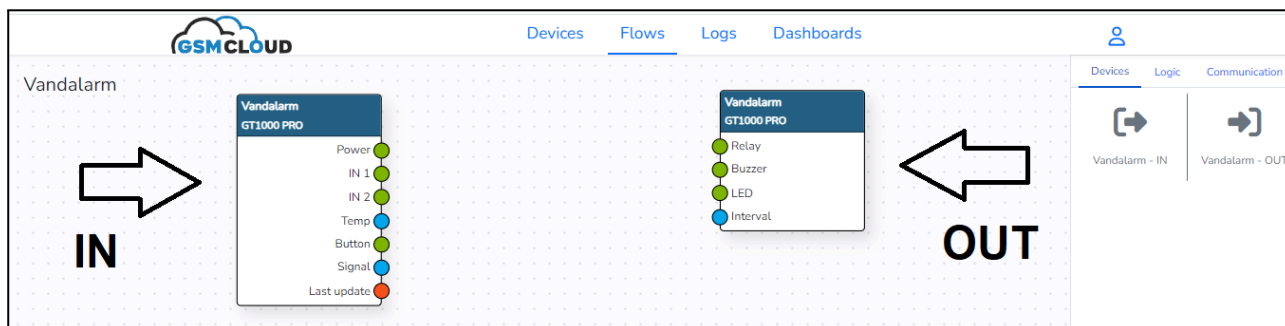 GSMCLOUD
Devices Flows Logs Dashboards
Vandalarm
Devices Logic Communication
Vandalarm - IN Vandalarm - OUT
IN
Vandalarm
GT1000 PRO
Power
IN 1
IN 2
Temp
Button
Signal
Last update
Vandalarm
GT1000 PRO
Relay
Buzzer
LED
Interval
OUT